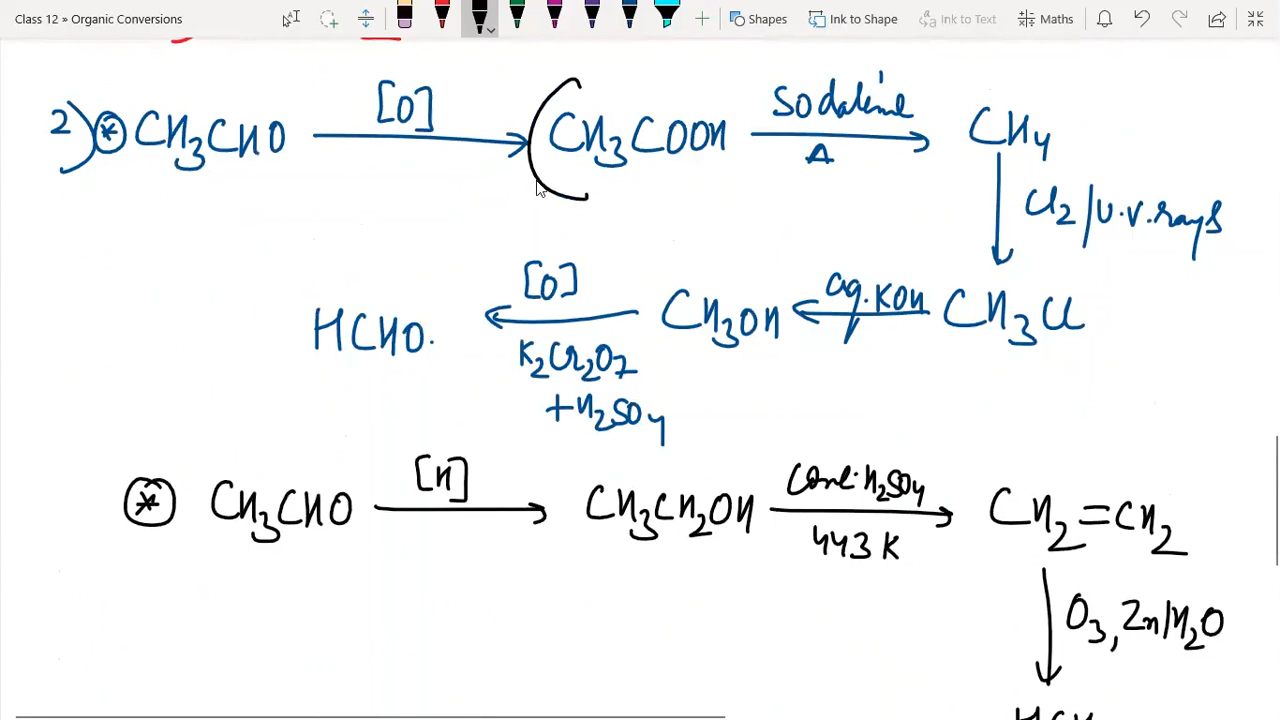 Class 12 » Organic Conversions
Shapes
Ink to Shape
Ink to Text
Maths
[O] Sodalime
2) * CH3CHO → CH3COOH → CH4
Δ
Cl2/U.V.rays
[O] aq.KOH
HCHO. ← CH3OH ← CH3Cl
K2Cr2O7
+H2SO4
[H] Conc.H2SO4
* CH3CHO → CH3CH2OH → CH2=CH2
443 K
O3, Zn/H2O